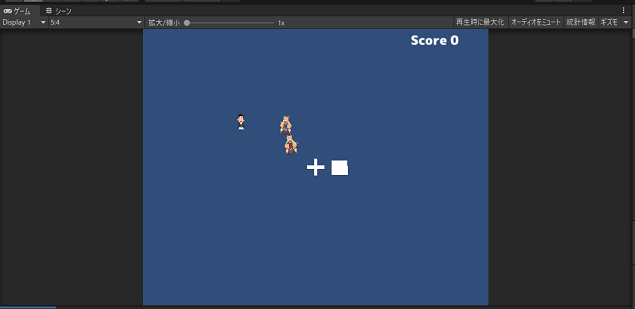 ゲーム シーン
Display 1 5:4 拡大/縮小 1x 再生時に最大化 オーディオをミュート 統計情報 ギズモ
Score 0